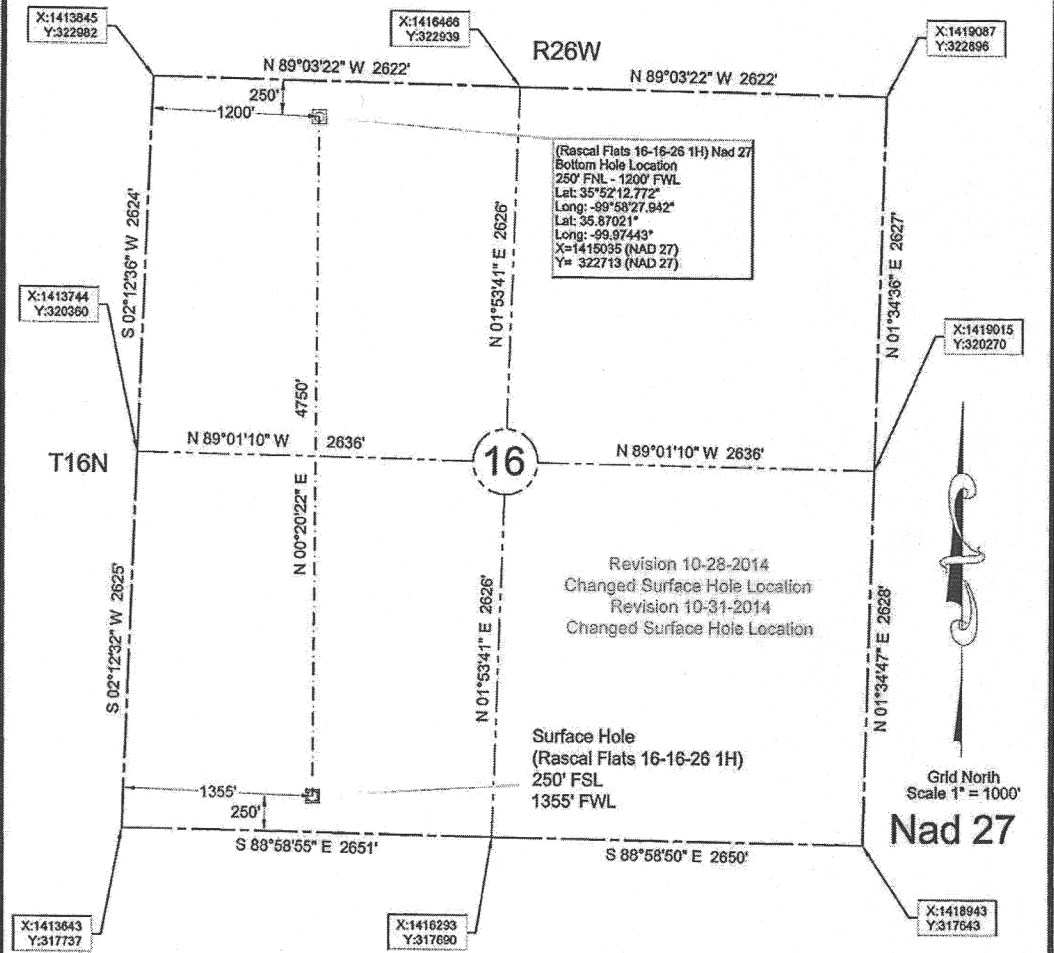 X:1413845
Y:322982
X:1416466
Y:322939
X:1419087
Y:322896
R26W
N 89°03'22" W 2622'
N 89°03'22" W 2622'
250'
1200'
(Rascal Flats 16-16-26 1H) Nad 27
Bottom Hole Location
250' FNL - 1200' FWL
Lat: 35°52'12.772"
Long: -99°58'27.942"
Lat: 35.87021°
Long: -99.97443°
X=1415035 (NAD 27)
Y= 322713 (NAD 27)
S 02°12'36" W 2624'
N 01°53'41" E 2626'
N 01°34'36" E 2627'
X:1413744
Y:320360
X:1419015
Y:320270
4750'
N 00°20'22" E
T16N
N 89°01'10" W 2636'
16
N 89°01'10" W 2636'
Revision 10-28-2014
Changed Surface Hole Location
Revision 10-31-2014
Changed Surface Hole Location
S 02°12'32" W 2625'
N 01°53'41" E 2626'
N 01°34'47" E 2628'
Surface Hole
(Rascal Flats 16-16-26 1H)
250' FSL
1355' FWL
1355'
250'
Grid North
Scale 1" = 1000'
Nad 27
S 88°58'55" E 2651'
S 88°58'50" E 2650'
X:1413643
Y:317737
X:1416293
Y:317690
X:1418943
Y:317643